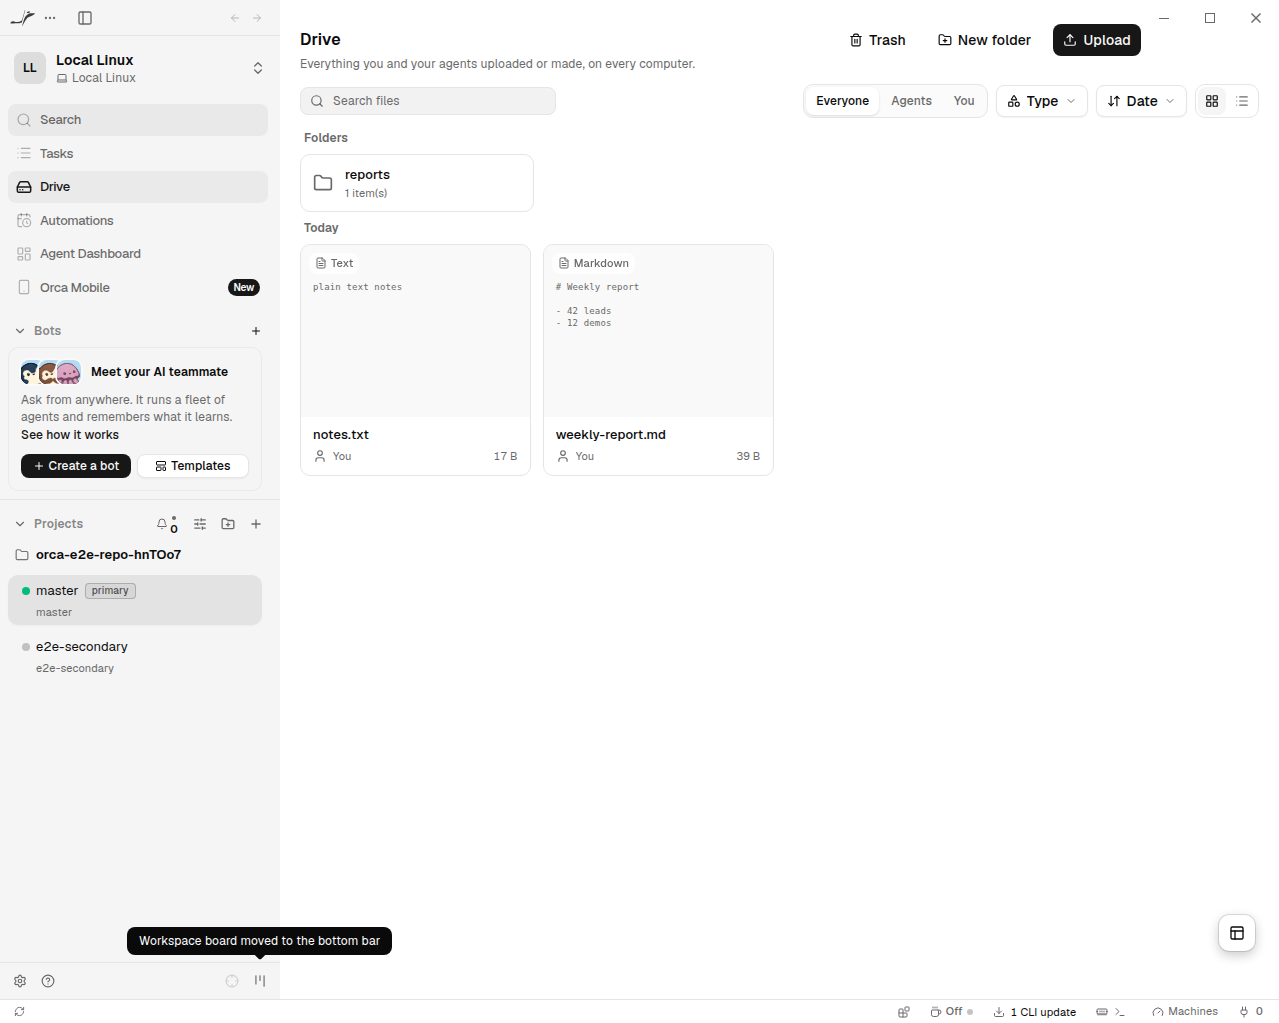 LL
Local Linux
Local Linux
Search
Tasks
Drive
Automations
Agent Dashboard
Orca Mobile
New
Bots
Meet your AI teammate
Ask from anywhere. It runs a fleet of
agents and remembers what it learns.
See how it works
Create a bot
Templates
Projects
0
orca-e2e-repo-hnTOo7
master primary
master
e2e-secondary
e2e-secondary
Workspace board moved to the bottom bar
Drive
Trash
New folder
Upload
Everything you and your agents uploaded or made, on every computer.
Search files
Everyone
Agents
You
Type
Date
Folders
reports
1 item(s)
Today
Text
plain text notes
notes.txt
You
17 B
Markdown
# Weekly report
- 42 leads
- 12 demos
weekly-report.md
You
39 B
Off
1 CLI update
Machines
0